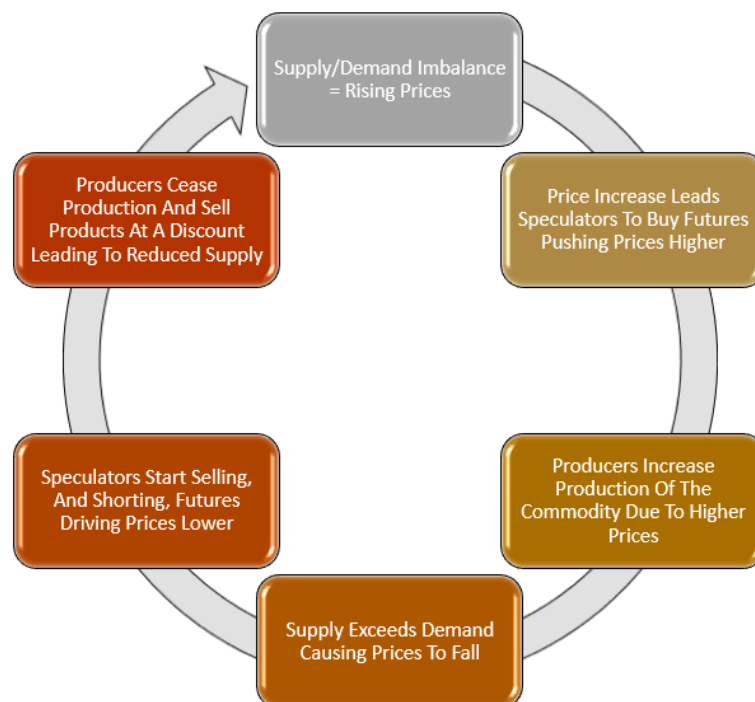 Supply/Demand Imbalance
= Rising Prices
Price Increase Leads
Speculators To Buy Futures
Pushing Prices Higher
Producers Increase
Production Of The
Commodity Due To Higher
Prices
Supply Exceeds Demand
Causing Prices To Fall
Speculators Start Selling,
And Shorting, Futures
Driving Prices Lower
Producers Cease
Production And Sell
Products At A Discount
Leading To Reduced Supply